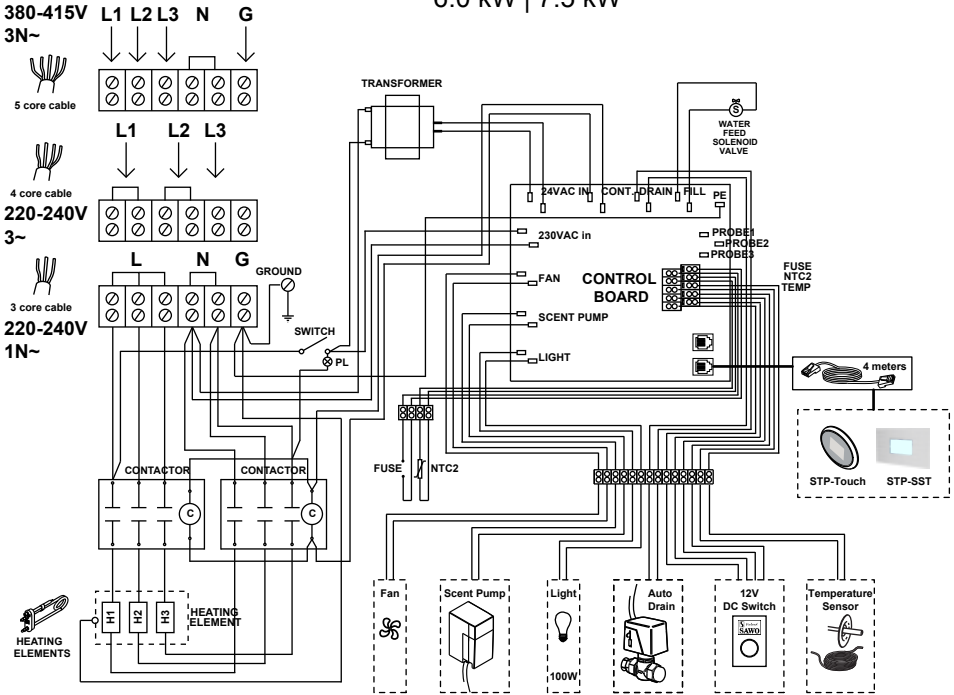 6.0 kW | 7.5 kW
380-415V
3N~
L1 L2 L3 N G
5 core cable
L1 L2 L3
4 core cable
220-240V
3~
L N G
3 core cable
220-240V
1N~
GROUND
SWITCH
PL
TRANSFORMER
S
WATER
FEED
SOLENOID
VALVE
24VAC IN CONT. DRAIN FILL
PE
230VAC in
PROBE1
PROBE2
PROBE3
FAN
CONTROL
BOARD
FUSE
NTC2
TEMP
SCENT PUMP
LIGHT
4 meters
STP-Touch STP-SST
FUSE
NTC2
CONTACTOR
CONTACTOR
C
C
H1
H2
H3
HEATING
ELEMENT
HEATING
ELEMENTS
Fan
Scent Pump
Light
100W
Auto
Drain
12V
DC Switch
SAWO
Temperature
Sensor